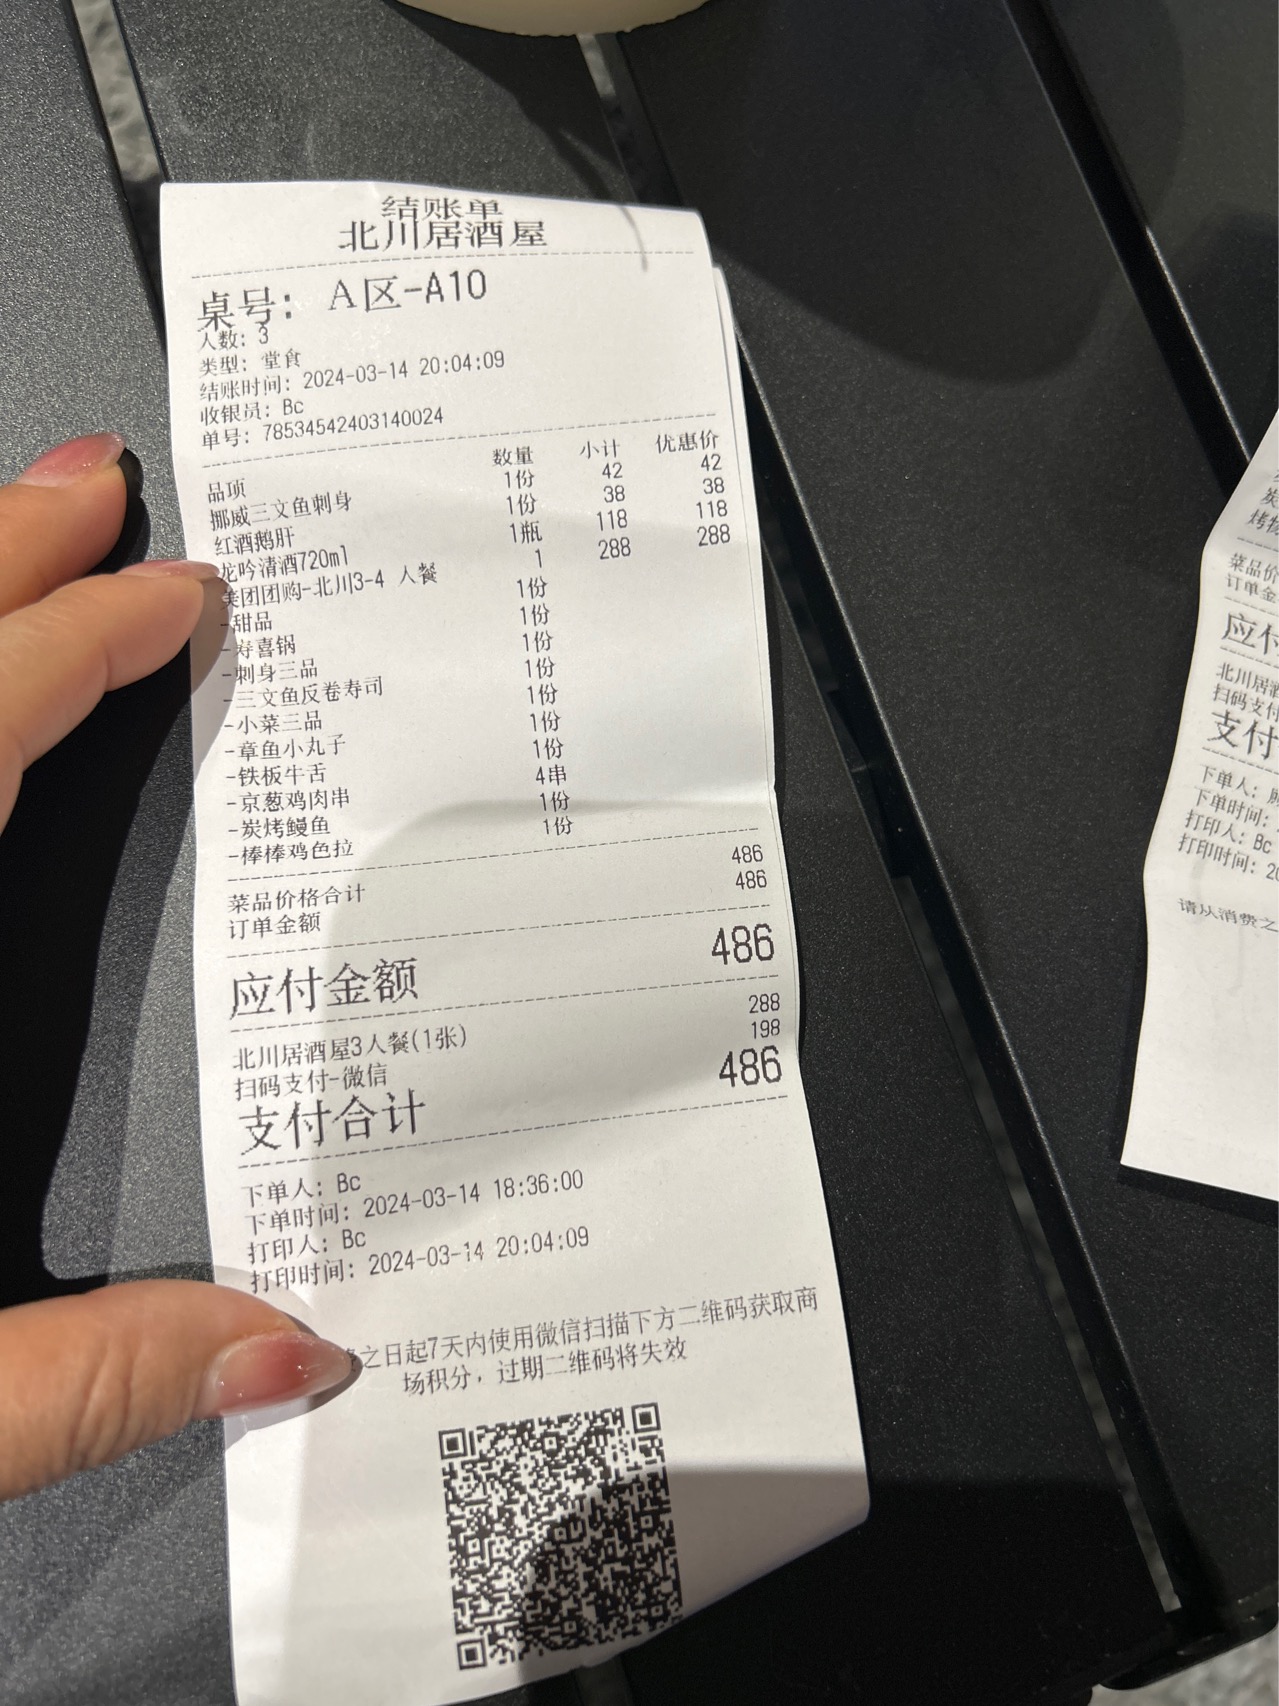 结账单
北川居酒屋
桌号: A区-A10
人数: 3
类型: 堂食
结账时间: 2024-03-14 20:04:09
收银员: Bc
单号: 78534542403140024
品项 数量 小计 优惠价
挪威三文鱼刺身 1份 42 42
红酒鹅肝 1份 38 38
龙吟清酒720ml 1瓶 118 118
美团团购-北川3-4 人餐 1 288 288
-甜品 1份
-寿喜锅 1份
-刺身三品 1份
-三文鱼反卷寿司 1份
-小菜三品 1份
-章鱼小丸子 1份
-铁板牛舌 1份
-京葱鸡肉串 4串
-炭烤鳗鱼 1份
-棒棒鸡色拉 1份
菜品价格合计 486
订单金额 486
应付金额 486
北川居酒屋3人餐(1张) 288
扫码支付-微信 198
支付合计 486
下单人: Bc
下单时间: 2024-03-14 18:36:00
打印人: Bc
打印时间: 2024-03-14 20:04:09
之日起7天内使用微信扫描下方二维码获取商
场积分，过期二维码将失效
烤
菜品价
订单金
应付
北川居酒
扫码支付
支付
下单人:
下单时间:
打印人: Bc
打印时间: 20
请从消费之